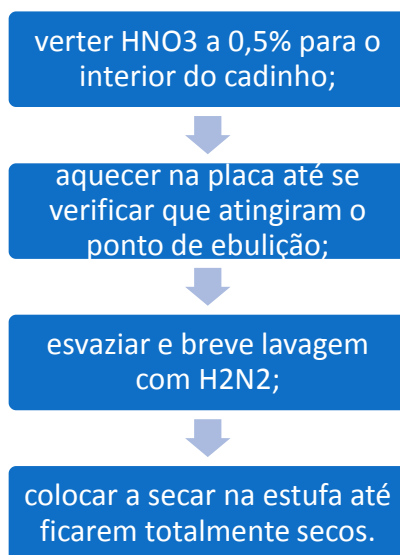 verter HNO3 a 0,5% para o
interior do cadinho;
aquecer na placa até se
verificar que atingiram o
ponto de ebulição;
esvaziar e breve lavagem
com H2N2;
colocar a secar na estufa até
ficarem totalmente secos.